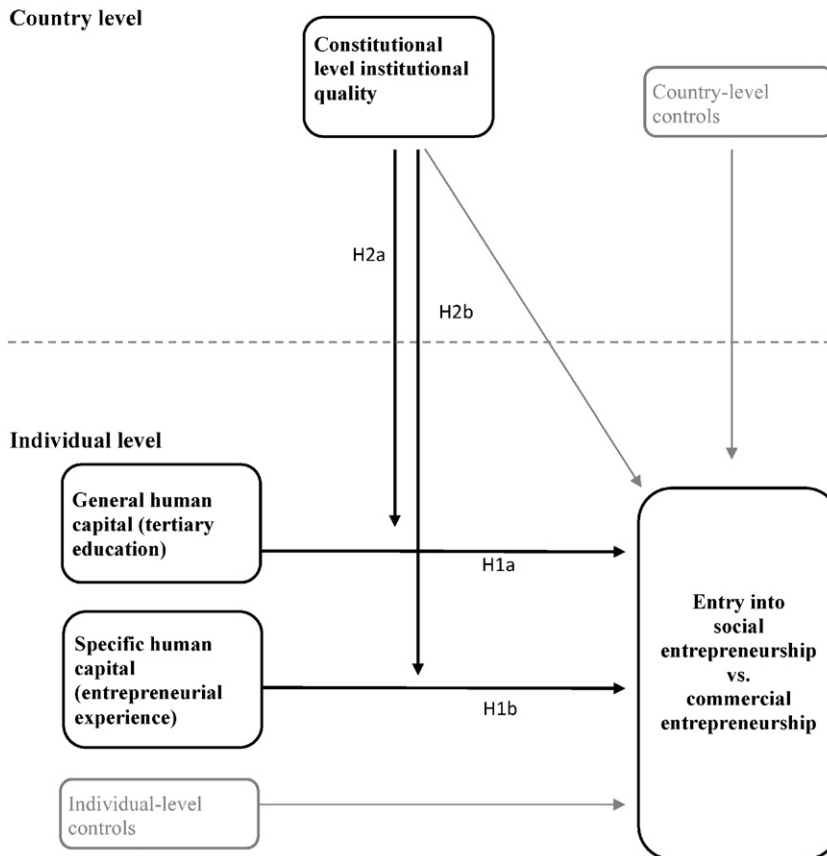 Country level
Constitutional
level institutional
quality
Country-level
controls
H2a
H2b
Individual level
General human
capital (tertiary
education)
H1a
Specific human
capital
(entrepreneurial
experience)
H1b
Entry into
social
entrepreneurship
vs.
commercial
entrepreneurship
Individual-level
controls